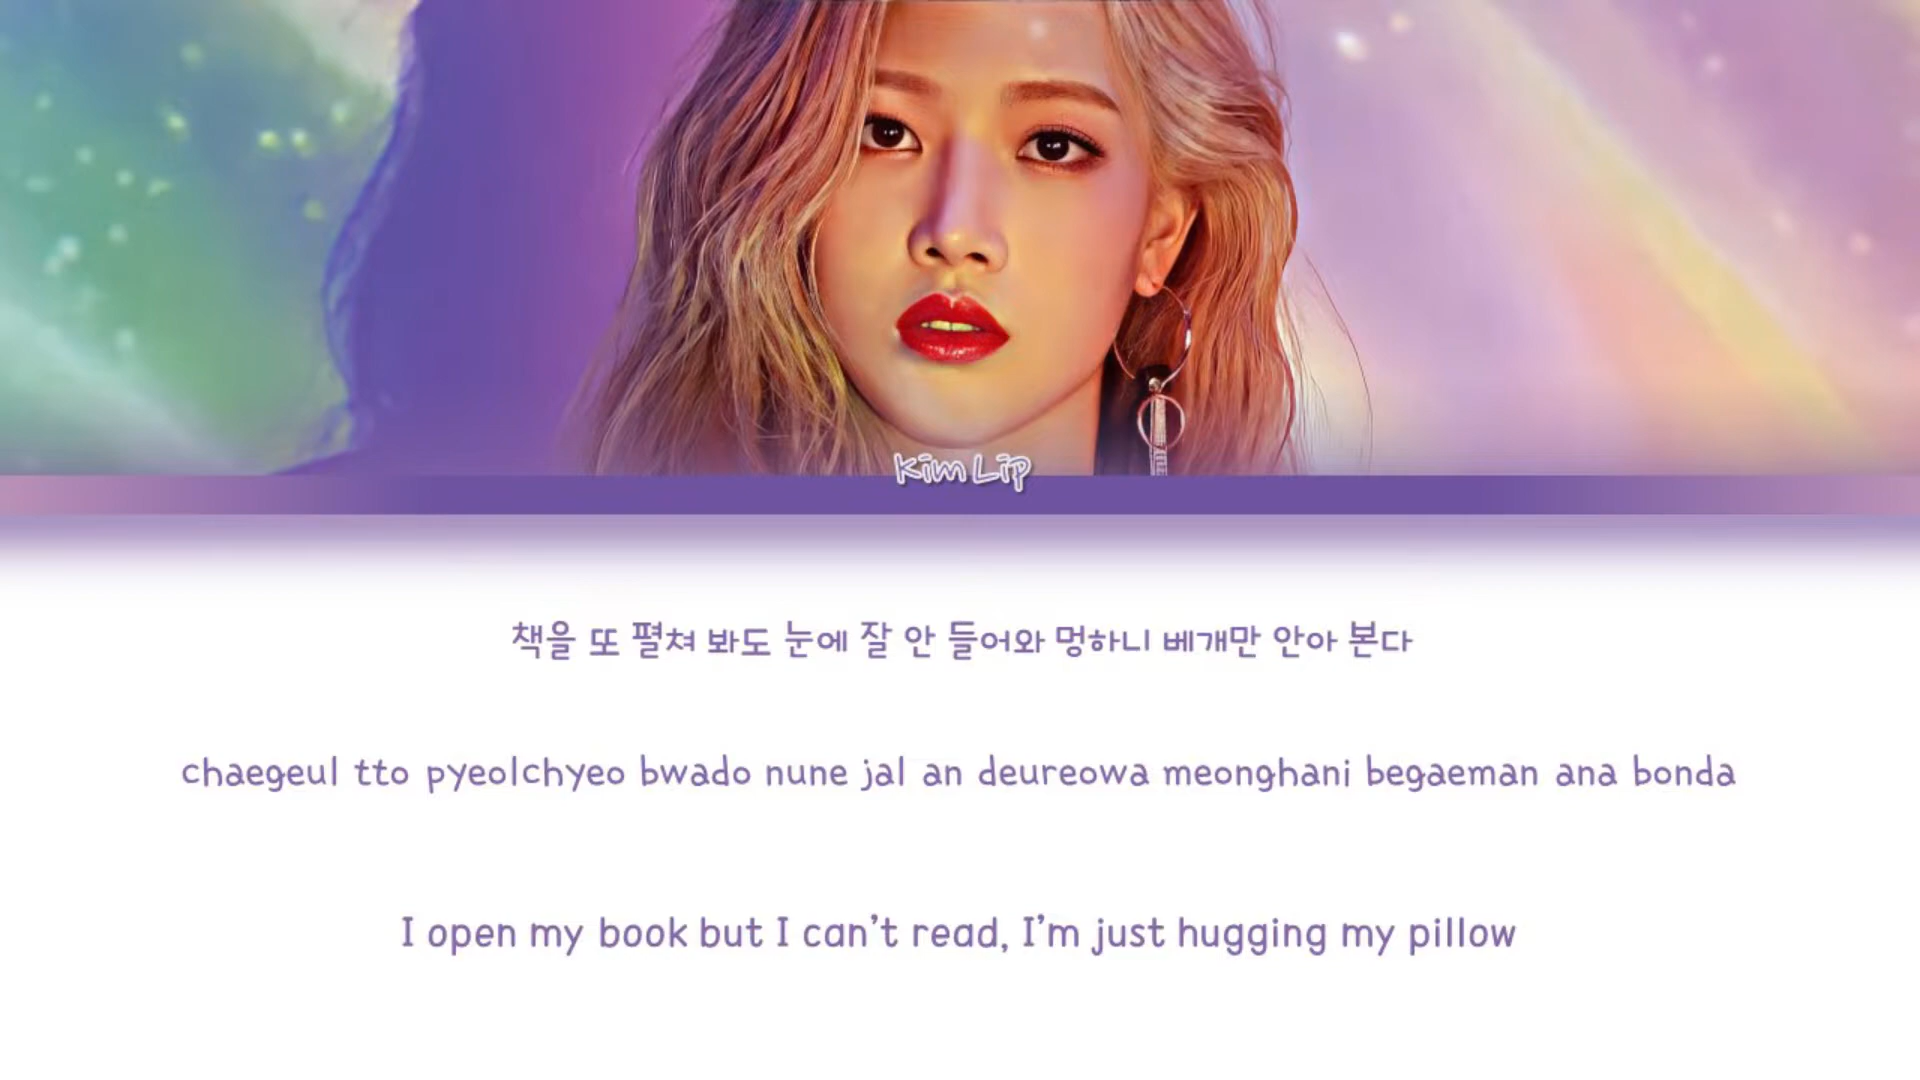 Kim Lip
책을 또 펼쳐 봐도 눈에 잘 안 들어와 멍하니 베개만 안아 본다
chaegeul tto pyeolchyeo bwado nune jal an deureowa meonghani begaeman ana bonda
I open my book but I can't read, I'm just hugging my pillow